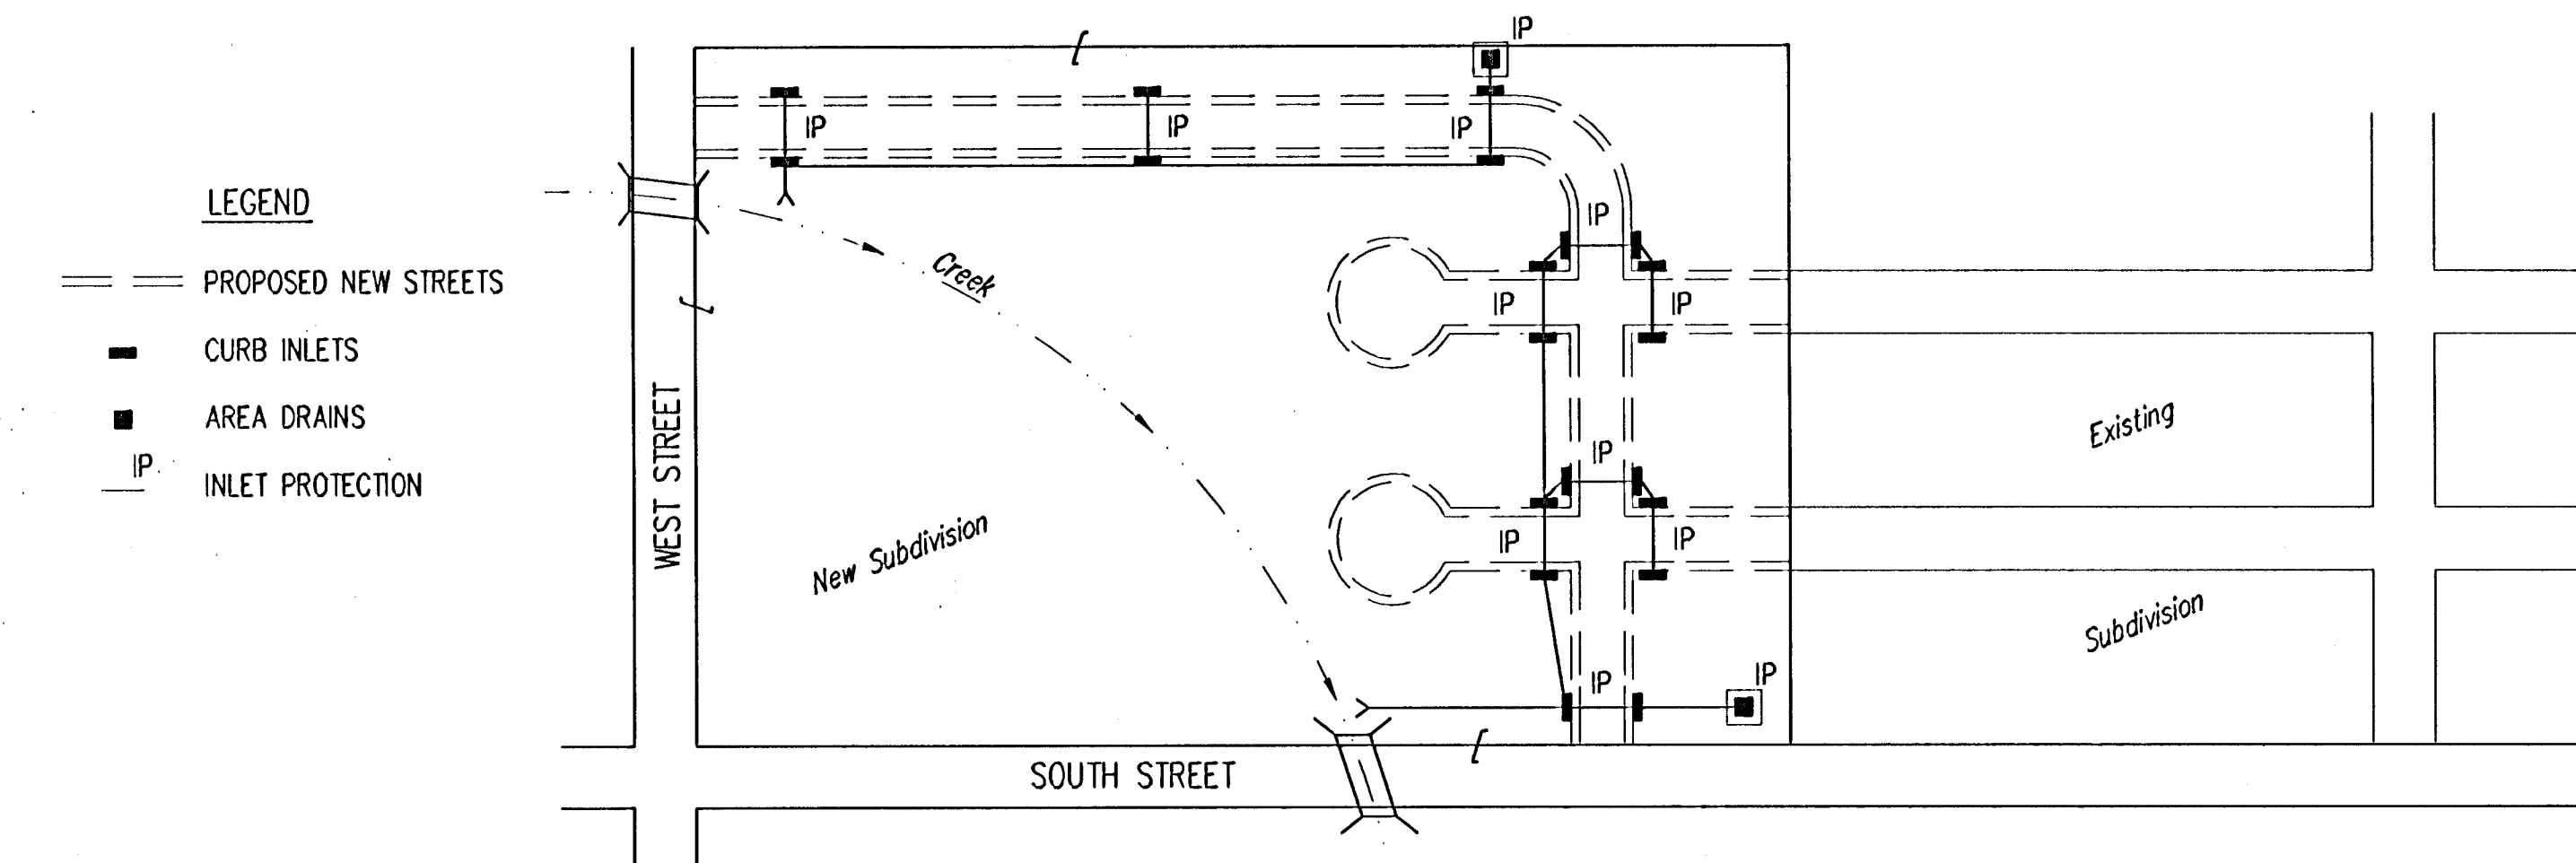 IP
IP
IP
IP
LEGEND
PROPOSED NEW STREETS
CURB INLETS
AREA DRAINS
IP
INLET PROTECTION
WEST STREET
Creek
New Subdivision
IP
IP
IP
IP
IP
IP
IP
IP
Existing
Subdivision
SOUTH STREET